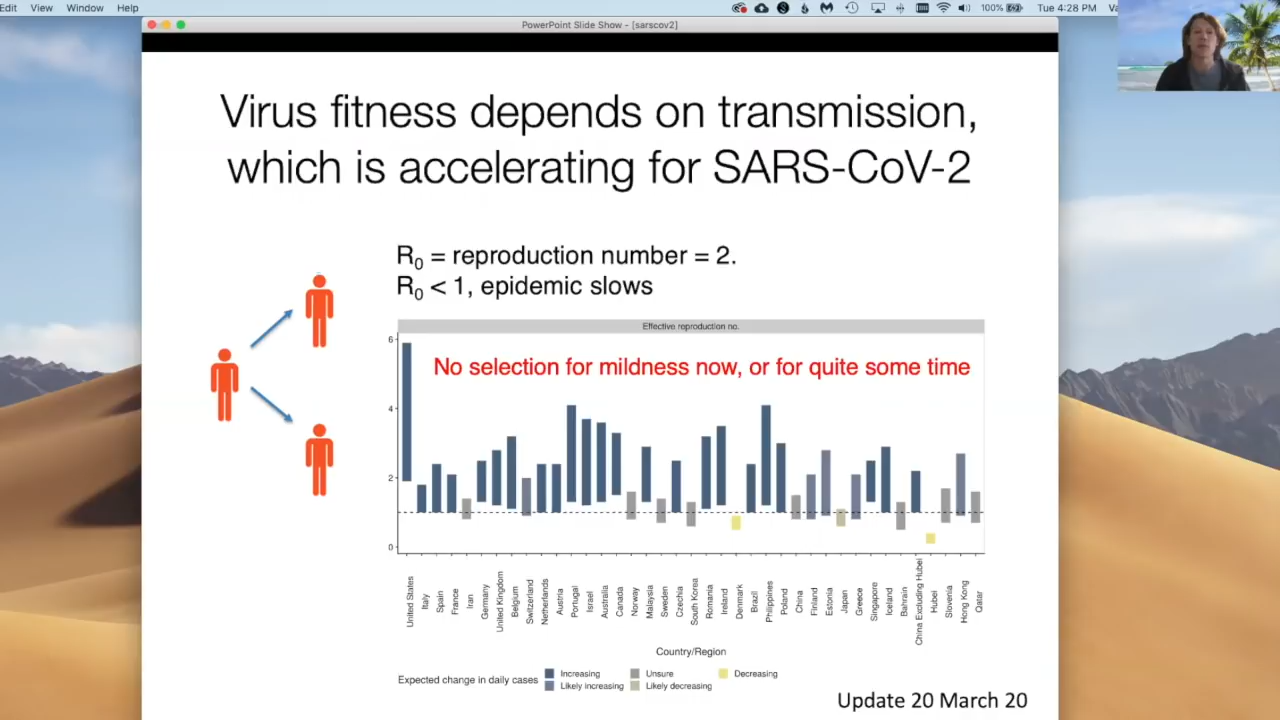 Edit View Window Help
100% Tue 4:28 PM Va
PowerPoint Slide Show - [sarscov2]
Virus fitness depends on transmission,
which is accelerating for SARS-CoV-2
R0 = reproduction number = 2.
R0 < 1, epidemic slows
Effective reproduction no.
No selection for mildness now, or for quite some time
6
4
2
0
United States
Italy
Spain
France
Iran
Germany
United Kingdom
Belgium
Switzerland
Netherlands
Austria
Portugal
Israel
Australia
Canada
Norway
Malaysia
Sweden
Czechia
South Korea
Romania
Ireland
Denmark
Brazil
Philippines
Poland
China
Finland
Estonia
Japan
Greece
Singapore
Iceland
Bahrain
China Excluding Hubei
Hubei
Slovenia
Hong Kong
Qatar
Country/Region
Expected change in daily cases
Increasing Unsure Decreasing
Likely increasing Likely decreasing
Update 20 March 20